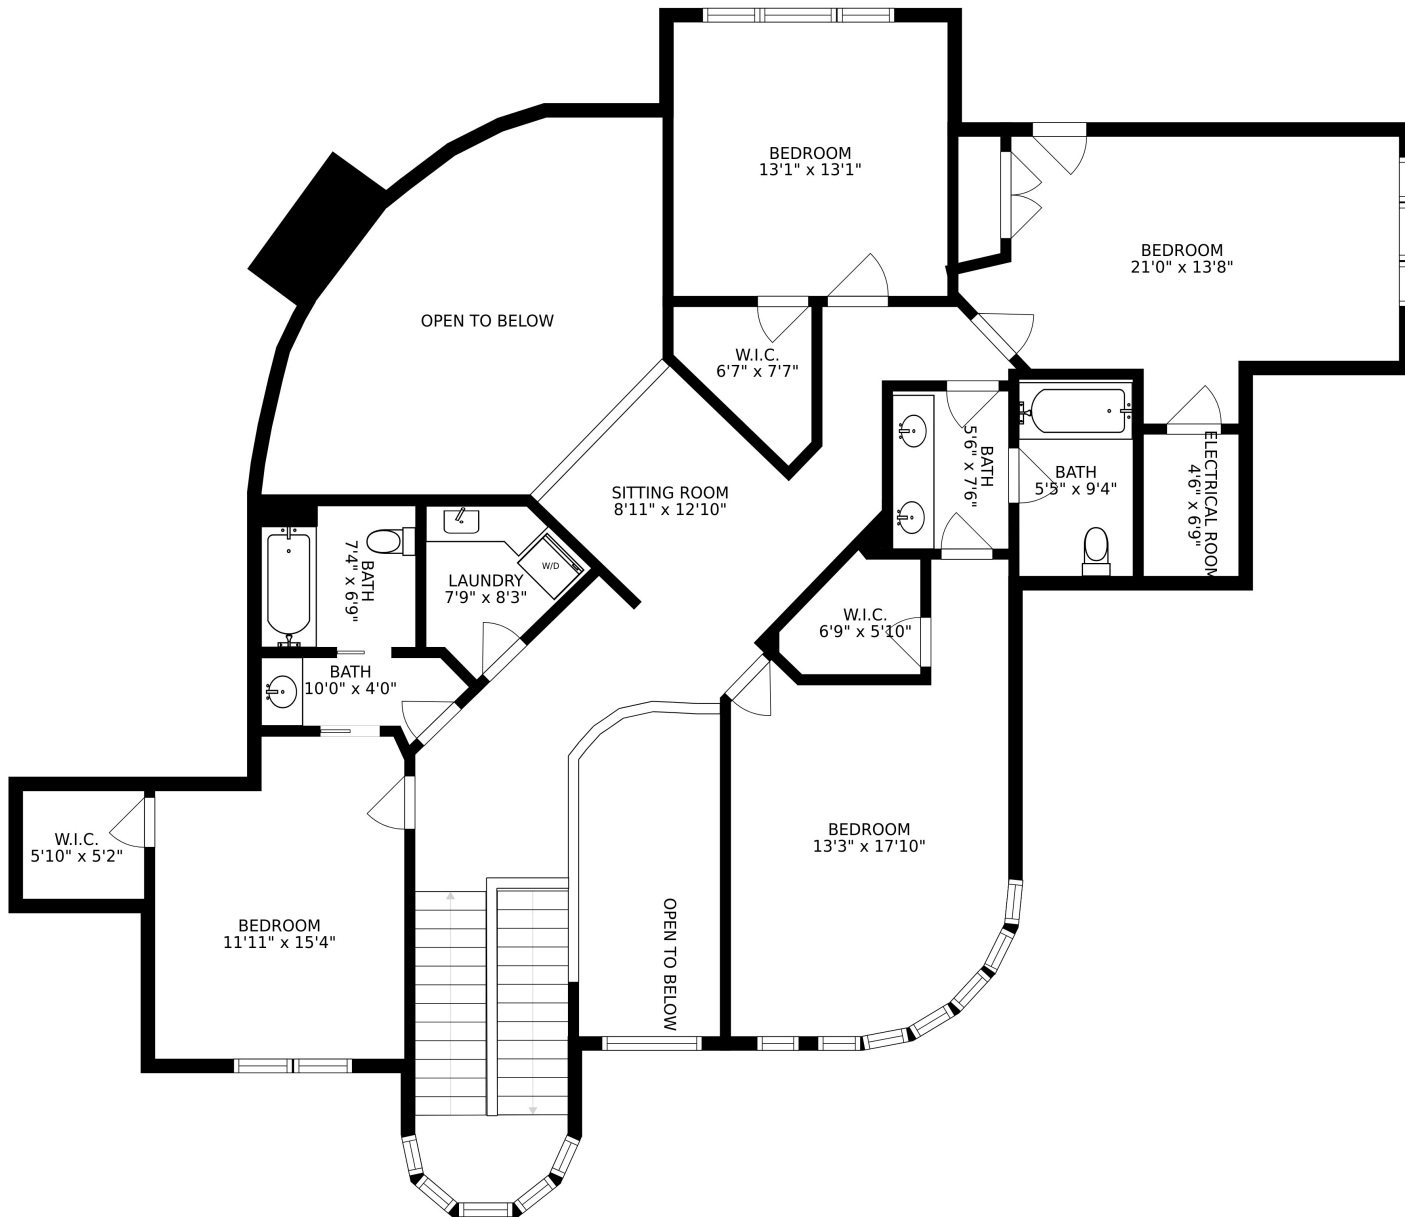 BEDROOM
13'1" x 13'1"
BEDROOM
21'0" x 13'8"
OPEN TO BELOW
W.I.C.
6'7" x 7'7"
SITTING ROOM
8'11" x 12'10"
BATH
5'6" x 7'6"
BATH
5'5" x 9'4"
ELECTRICAL ROOM
4'6" x 6'9"
BATH
7'4" x 6'9"
LAUNDRY
7'9" x 8'3"
W/D
W.I.C.
6'9" x 5'10"
BATH
10'0" x 4'0"
W.I.C.
5'10" x 5'2"
BEDROOM
13'3" x 17'10"
BEDROOM
11'11" x 15'4"
OPEN TO BELOW